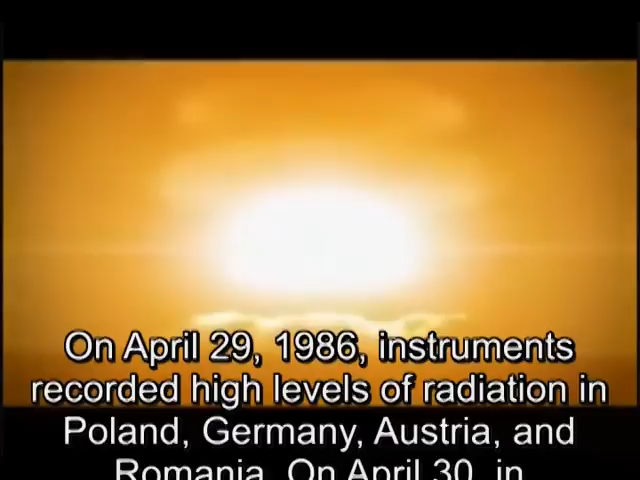 On April 29, 1986, instruments
recorded high levels of radiation in
Poland, Germany, Austria, and
Romania. On April 30, in